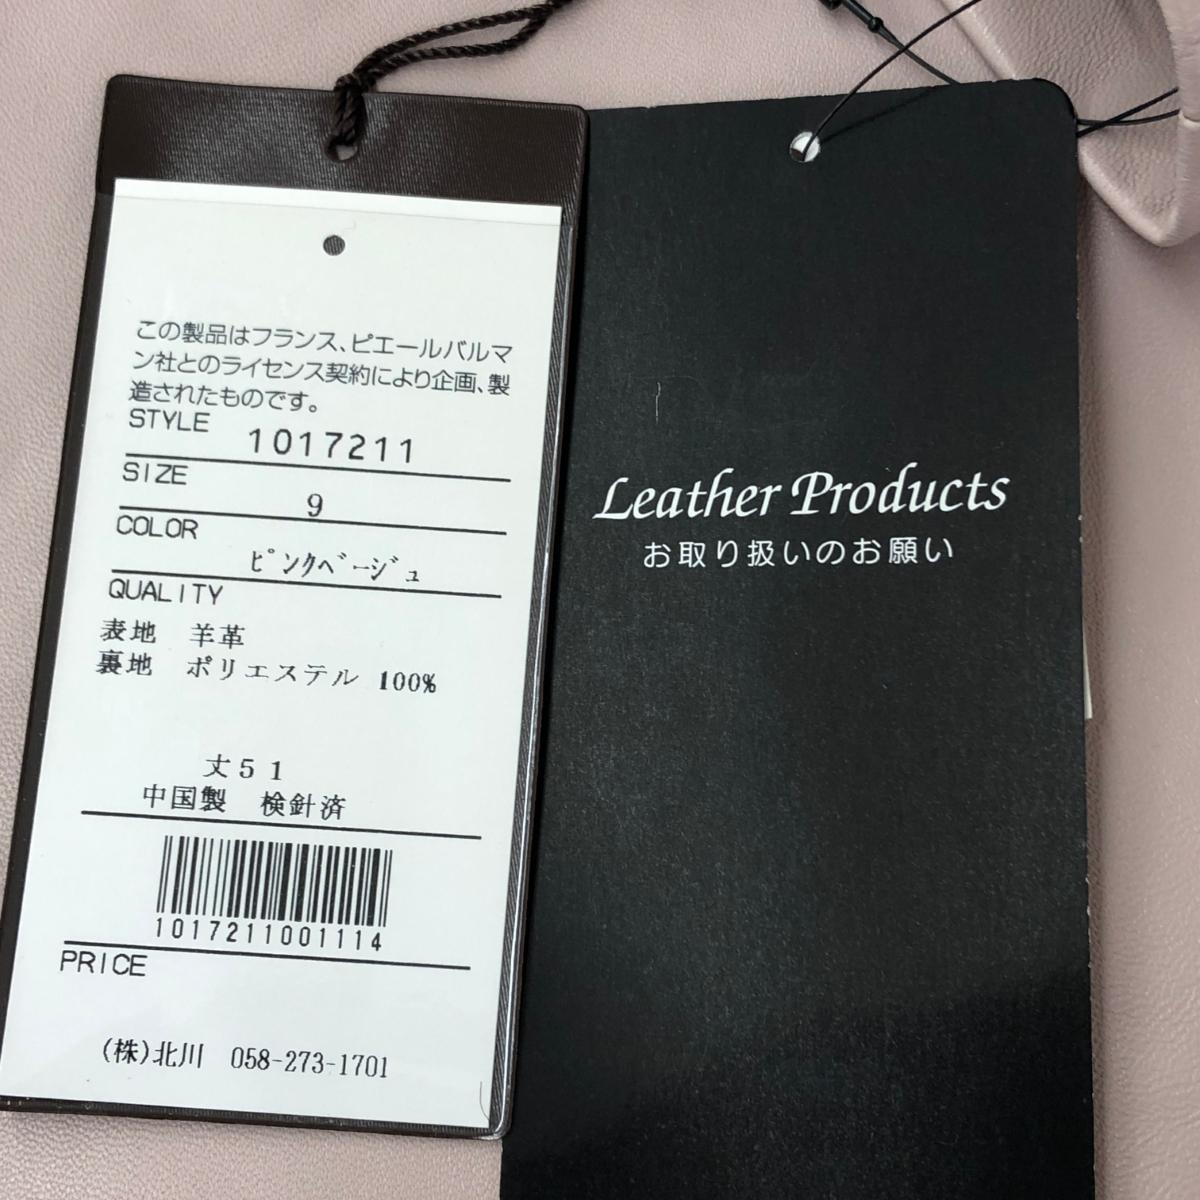 この製品はフランス、ピエールバルマ
ン社とのライセンス契約により企画、製
造されたものです。
STYLE 1017211
SIZE
9
COLOR
ﾋﾟﾝｸﾍﾞｰｼﾞｭ
QUALITY
表地 羊革
裏地 ポリエステル 100%
丈51
中国製 検針済
1017211001114
PRICE
(株)北川 058-273-1701
Leather Products
お取り扱いのお願い